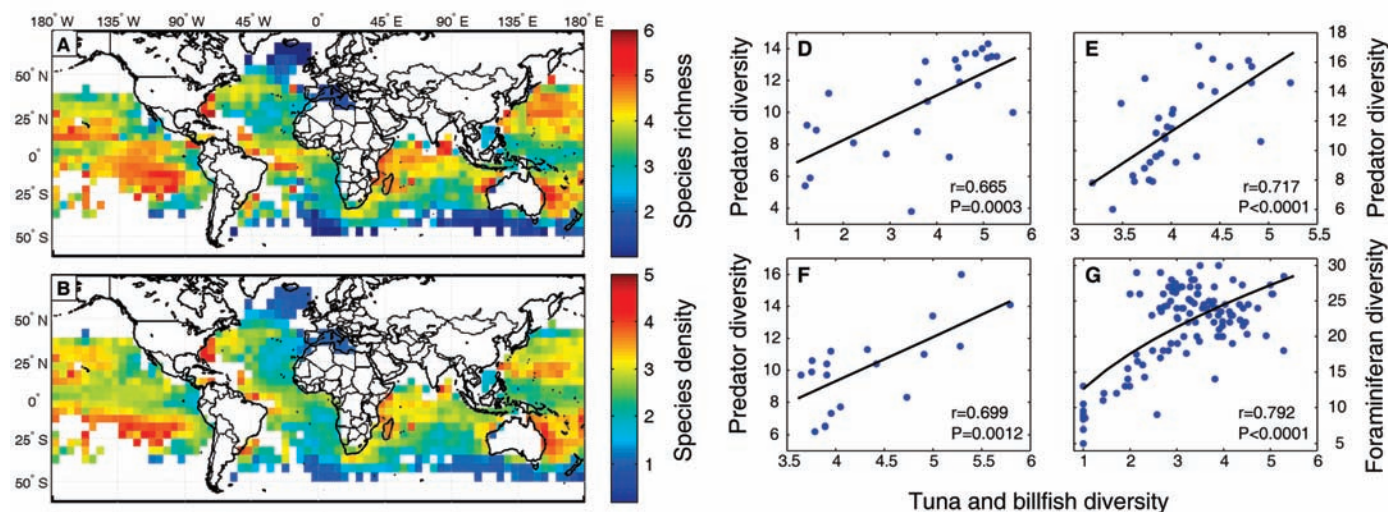 180° W 135° W 90° W 45° W 0° 45° E 90° E 135° E 180° E
A
50° N
25° N
0°
25° S
50° S
6
5
4
3
2
Species richness
B
50° N
25° N
0°
25° S
50° S
5
4
3
2
1
Species density
D
14
12
10
8
6
4
Predator diversity
r=0.665
P=0.0003
1 2 3 4 5 6
E
18
16
14
12
10
8
6
Predator diversity
r=0.717
P<0.0001
3 3.5 4 4.5 5 5.5
F
16
14
12
10
8
6
Predator diversity
r=0.699
P=0.0012
3.5 4 4.5 5 5.5 6
G
30
25
20
15
10
5
Foraminiferan diversity
r=0.792
P<0.0001
1 2 3 4 5 6
Tuna and billfish diversity